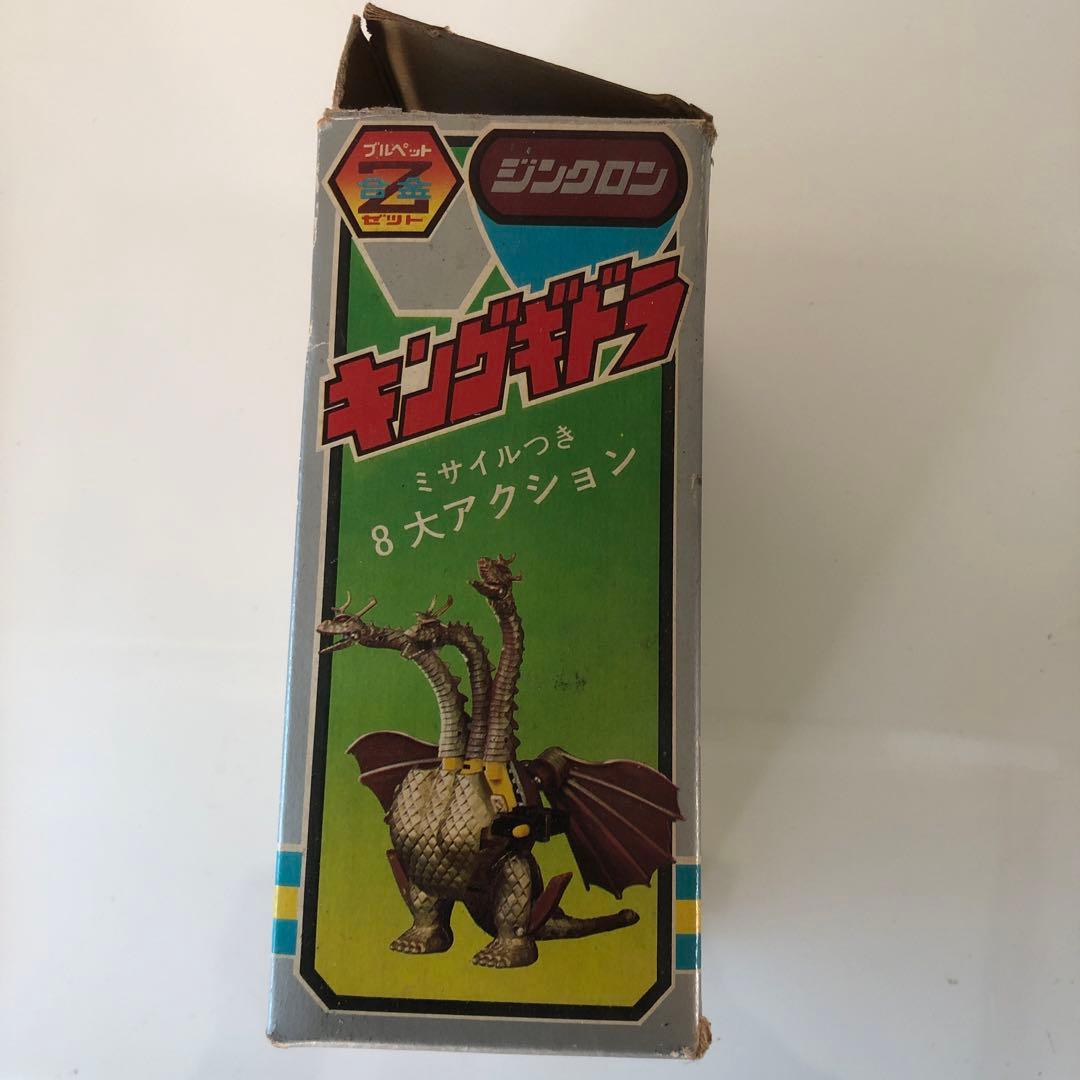 ブルペット
Z合金
ゼット
ジンクロン
キングギドラ
ミサイルつき
8大アクション